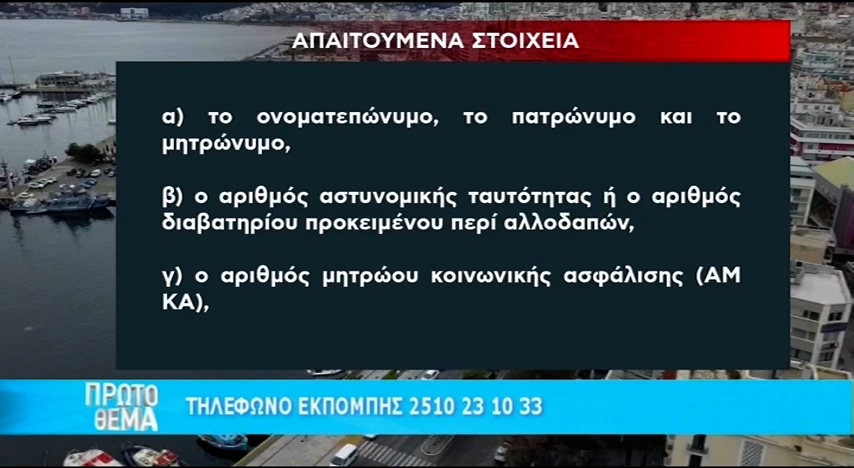 ΑΠΑΙΤΟΥΜΕΝΑ ΣΤΟΙΧΕΙΑ
α) το ονοματεπώνυμο, το πατρώνυμο και το
μητρώνυμο,
β) ο αριθμός αστυνομικής ταυτότητας ή ο αριθμός
διαβατηρίου προκειμένου περί αλλοδαπών,
γ) ο αριθμός μητρώου κοινωνικής ασφάλισης (ΑΜ
ΚΑ),
ΠΡΩΤΟ
ΘΕΜΑ
ΤΗΛΕΦΩΝΟ ΕΚΠΟΜΠΗΣ 2510 23 10 33